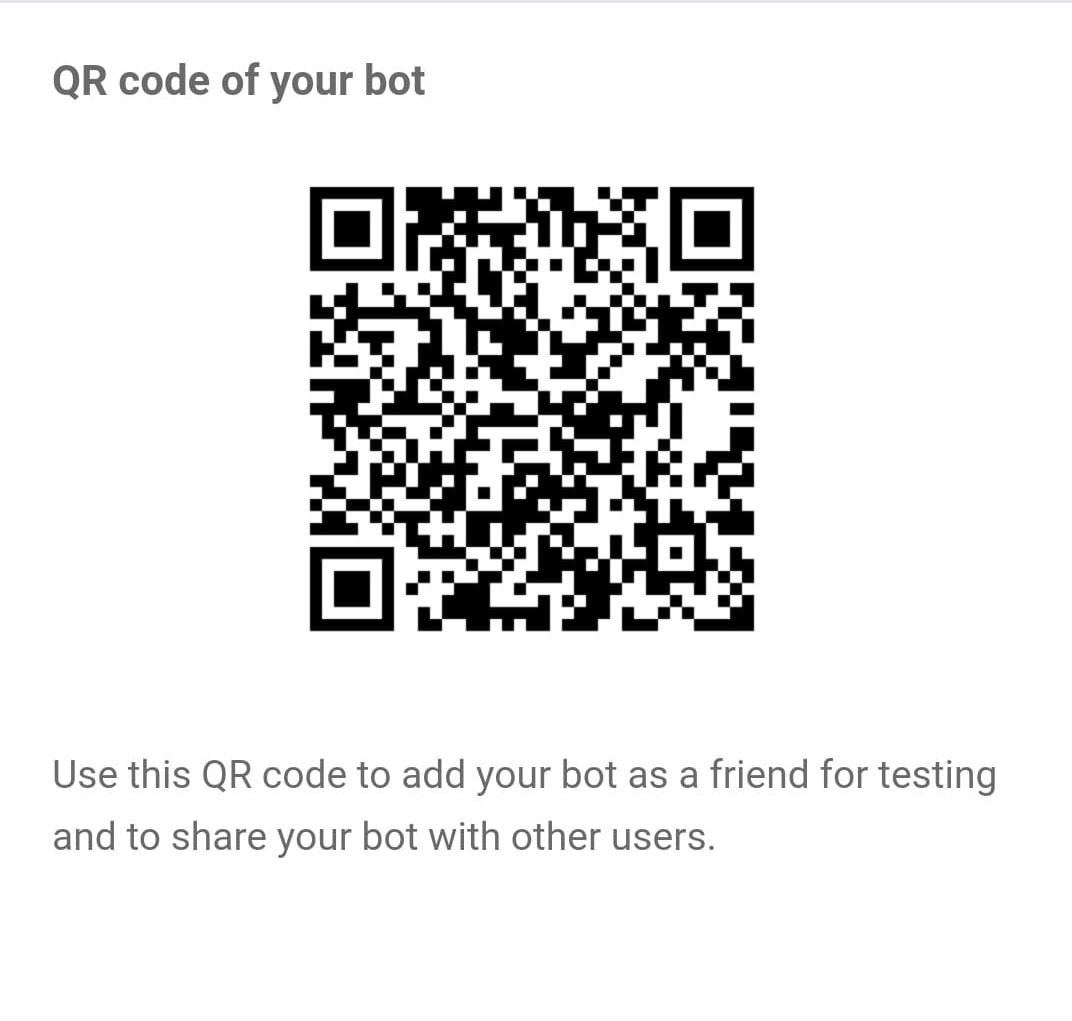 QR code of your bot
Use this QR code to add your bot as a friend for testing
and to share your bot with other users.